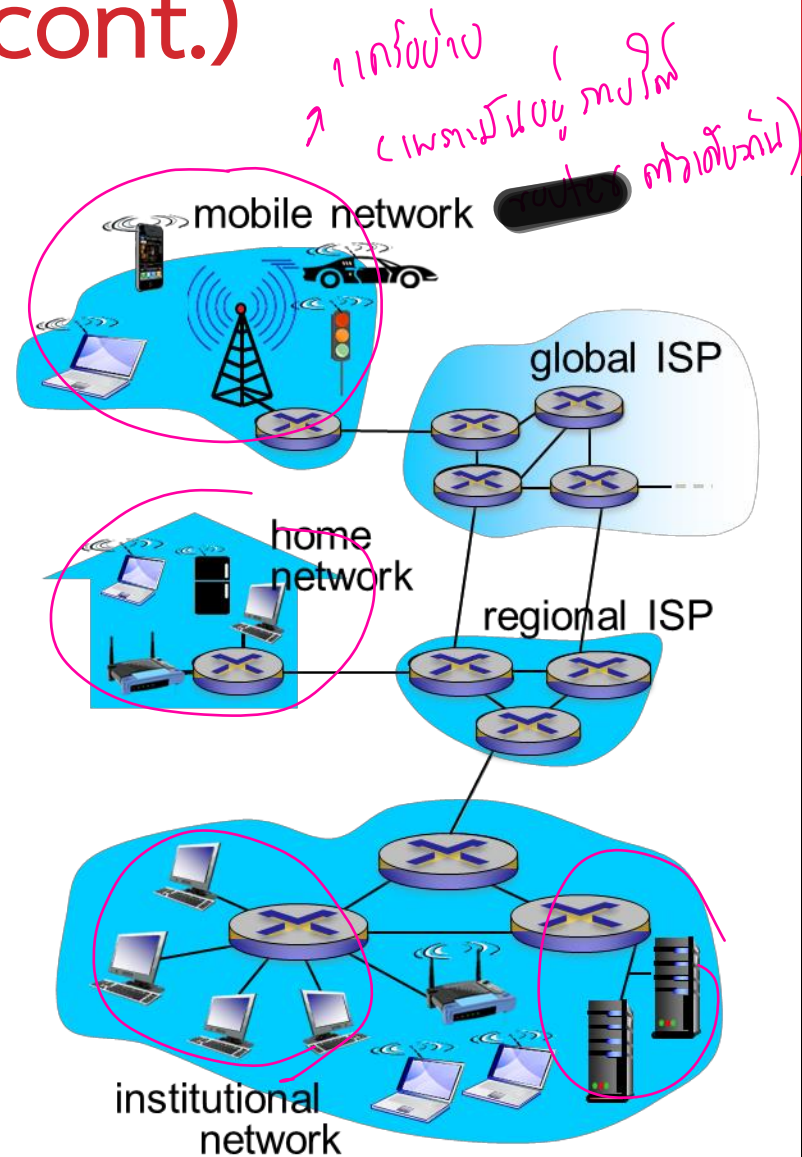 cont.)
1 เครือข่าย
(เพราะมันอยู่ภายใต้
router ตัวเดียวกัน)
mobile network
global ISP
home
network
regional ISP
institutional
network